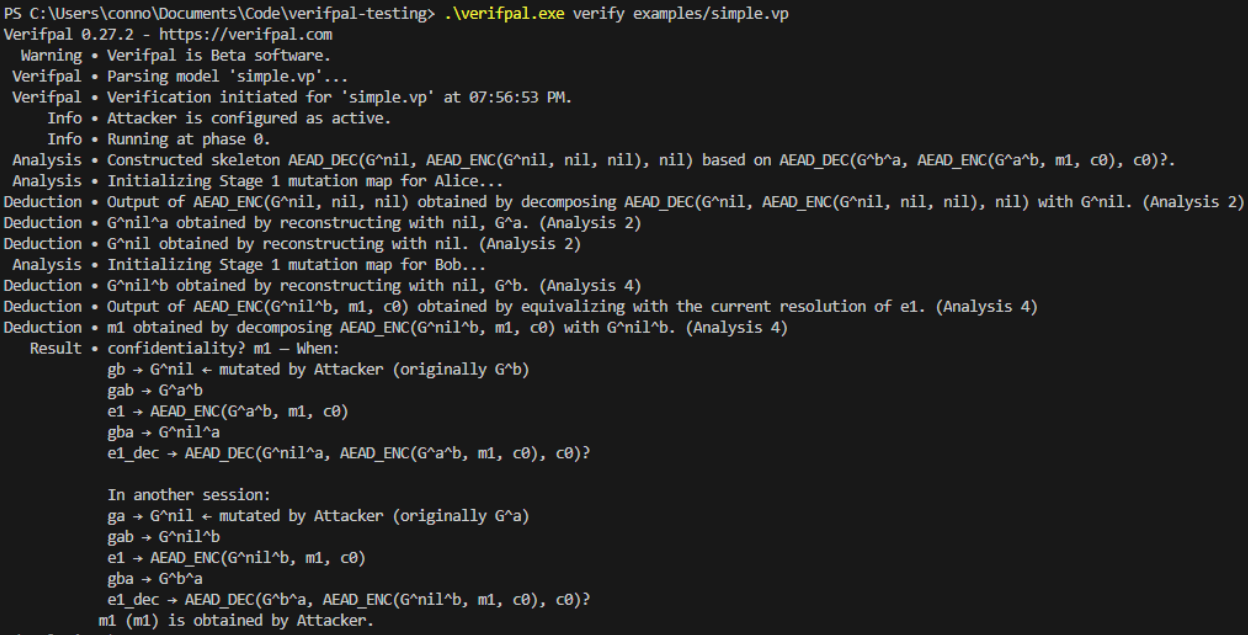 PS C:\Users\conno\Documents\Code\verifpal-testing> .\verifpal.exe verify examples/simple.vp
Verifpal 0.27.2 - https://verifpal.com
Warning • Verifpal is Beta software.
Verifpal • Parsing model 'simple.vp'...
Verifpal • Verification initiated for 'simple.vp' at 07:56:53 PM.
Info • Attacker is configured as active.
Info • Running at phase 0.
Analysis • Constructed skeleton AEAD_DEC(G^nil, AEAD_ENC(G^nil, nil, nil), nil) based on AEAD_DEC(G^b^a, AEAD_ENC(G^a^b, m1, c0), c0)?.
Analysis • Initializing Stage 1 mutation map for Alice...
Deduction • Output of AEAD_ENC(G^nil, nil, nil) obtained by decomposing AEAD_DEC(G^nil, AEAD_ENC(G^nil, nil, nil), nil) with G^nil. (Analysis 2)
Deduction • G^nil^a obtained by reconstructing with nil, G^a. (Analysis 2)
Deduction • G^nil obtained by reconstructing with nil. (Analysis 2)
Analysis • Initializing Stage 1 mutation map for Bob...
Deduction • G^nil^b obtained by reconstructing with nil, G^b. (Analysis 4)
Deduction • Output of AEAD_ENC(G^nil^b, m1, c0) obtained by equivalizing with the current resolution of e1. (Analysis 4)
Deduction • m1 obtained by decomposing AEAD_ENC(G^nil^b, m1, c0) with G^nil^b. (Analysis 4)
Result • confidentiality? m1 — When:
gb → G^nil ← mutated by Attacker (originally G^b)
gab → G^a^b
e1 → AEAD_ENC(G^a^b, m1, c0)
gba → G^nil^a
e1_dec → AEAD_DEC(G^nil^a, AEAD_ENC(G^a^b, m1, c0), c0)?
In another session:
ga → G^nil ← mutated by Attacker (originally G^a)
gab → G^nil^b
e1 → AEAD_ENC(G^nil^b, m1, c0)
gba → G^b^a
e1_dec → AEAD_DEC(G^b^a, AEAD_ENC(G^nil^b, m1, c0), c0)?
m1 (m1) is obtained by Attacker.